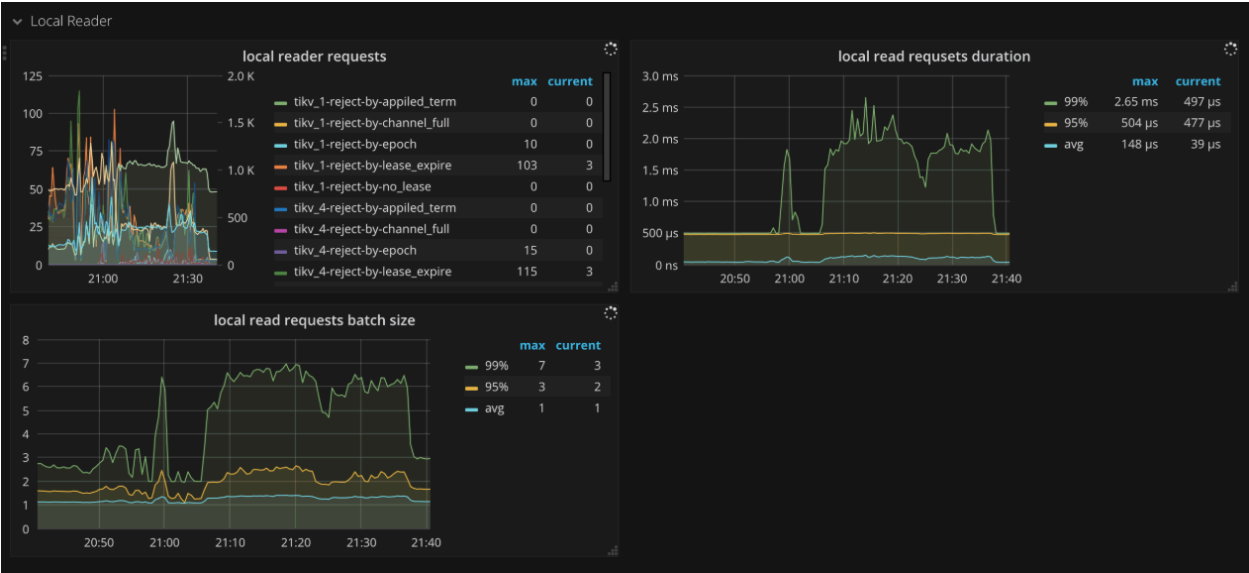 Local Reader
local reader requests
125
100
75
50
25
0
2.0 K
1.5 K
1.0 K
500
0
21:00 21:30
max current
tikv_1-reject-by-appiled_term 0 0
tikv_1-reject-by-channel_full 0 0
tikv_1-reject-by-epoch 10 0
tikv_1-reject-by-lease_expire 103 3
tikv_1-reject-by-no_lease 0 0
tikv_4-reject-by-appiled_term 0 0
tikv_4-reject-by-channel_full 0 0
tikv_4-reject-by-epoch 15 0
tikv_4-reject-by-lease_expire 115 3
local read requsets duration
3.0 ms
2.5 ms
2.0 ms
1.5 ms
1.0 ms
500 µs
0 ns
20:50 21:00 21:10 21:20 21:30 21:40
max current
99% 2.65 ms 497 µs
95% 504 µs 477 µs
avg 148 µs 39 µs
local read requests batch size
8
7
6
5
4
3
2
1
0
20:50 21:00 21:10 21:20 21:30 21:40
max current
99% 7 3
95% 3 2
avg 1 1